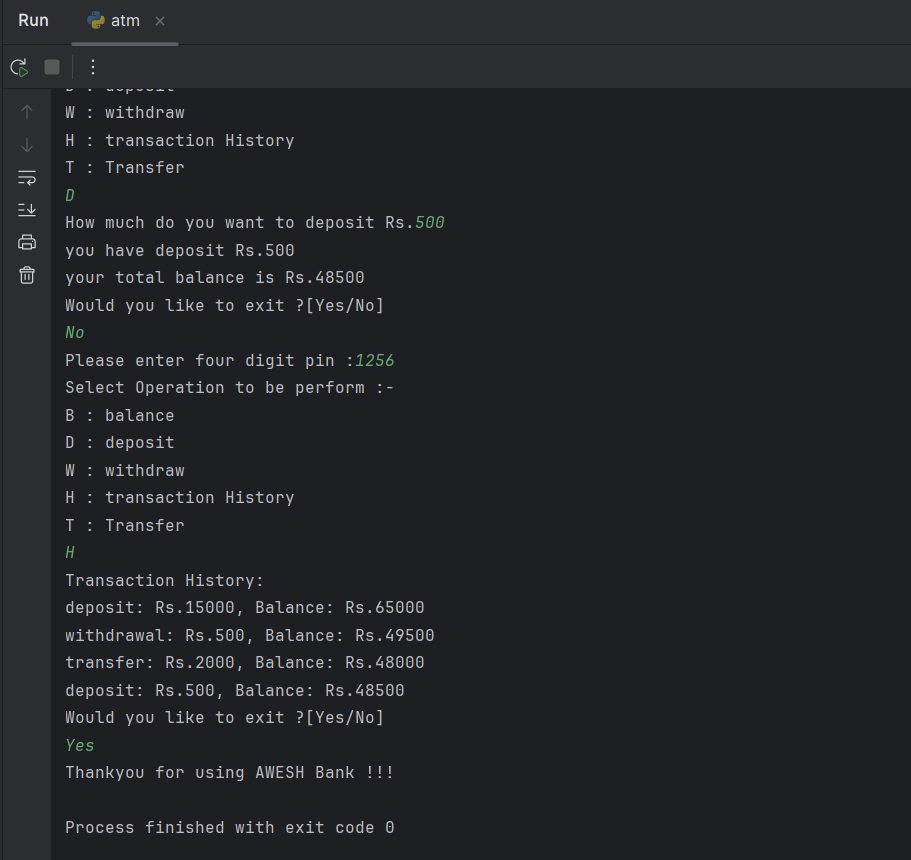 Run
atm
D : deposit
W : withdraw
H : transaction History
T : Transfer
D
How much do you want to deposit Rs.500
you have deposit Rs.500
your total balance is Rs.48500
Would you like to exit ?[Yes/No]
No
Please enter four digit pin :1256
Select Operation to be perform :-
B : balance
D : deposit
W : withdraw
H : transaction History
T : Transfer
H
Transaction History:
deposit: Rs.15000, Balance: Rs.65000
withdrawal: Rs.500, Balance: Rs.49500
transfer: Rs.2000, Balance: Rs.48000
deposit: Rs.500, Balance: Rs.48500
Would you like to exit ?[Yes/No]
Yes
Thankyou for using AWESH Bank !!!
Process finished with exit code 0